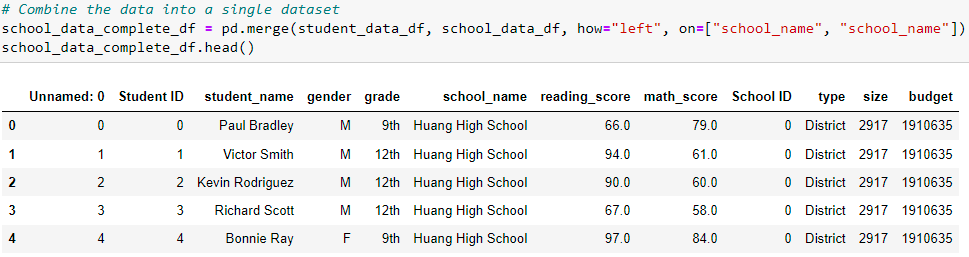 # Combine the data into a single dataset
school_data_complete_df = pd.merge(student_data_df, school_data_df, how="left", on=["school_name", "school_name"])
school_data_complete_df.head()
Unnamed: 0 Student ID student_name gender grade school_name reading_score math_score School ID type size budget
0 0 0 Paul Bradley M 9th Huang High School 66.0 79.0 0 District 2917 1910635
1 1 1 Victor Smith M 12th Huang High School 94.0 61.0 0 District 2917 1910635
2 2 2 Kevin Rodriguez M 12th Huang High School 90.0 60.0 0 District 2917 1910635
3 3 3 Richard Scott M 12th Huang High School 67.0 58.0 0 District 2917 1910635
4 4 4 Bonnie Ray F 9th Huang High School 97.0 84.0 0 District 2917 1910635